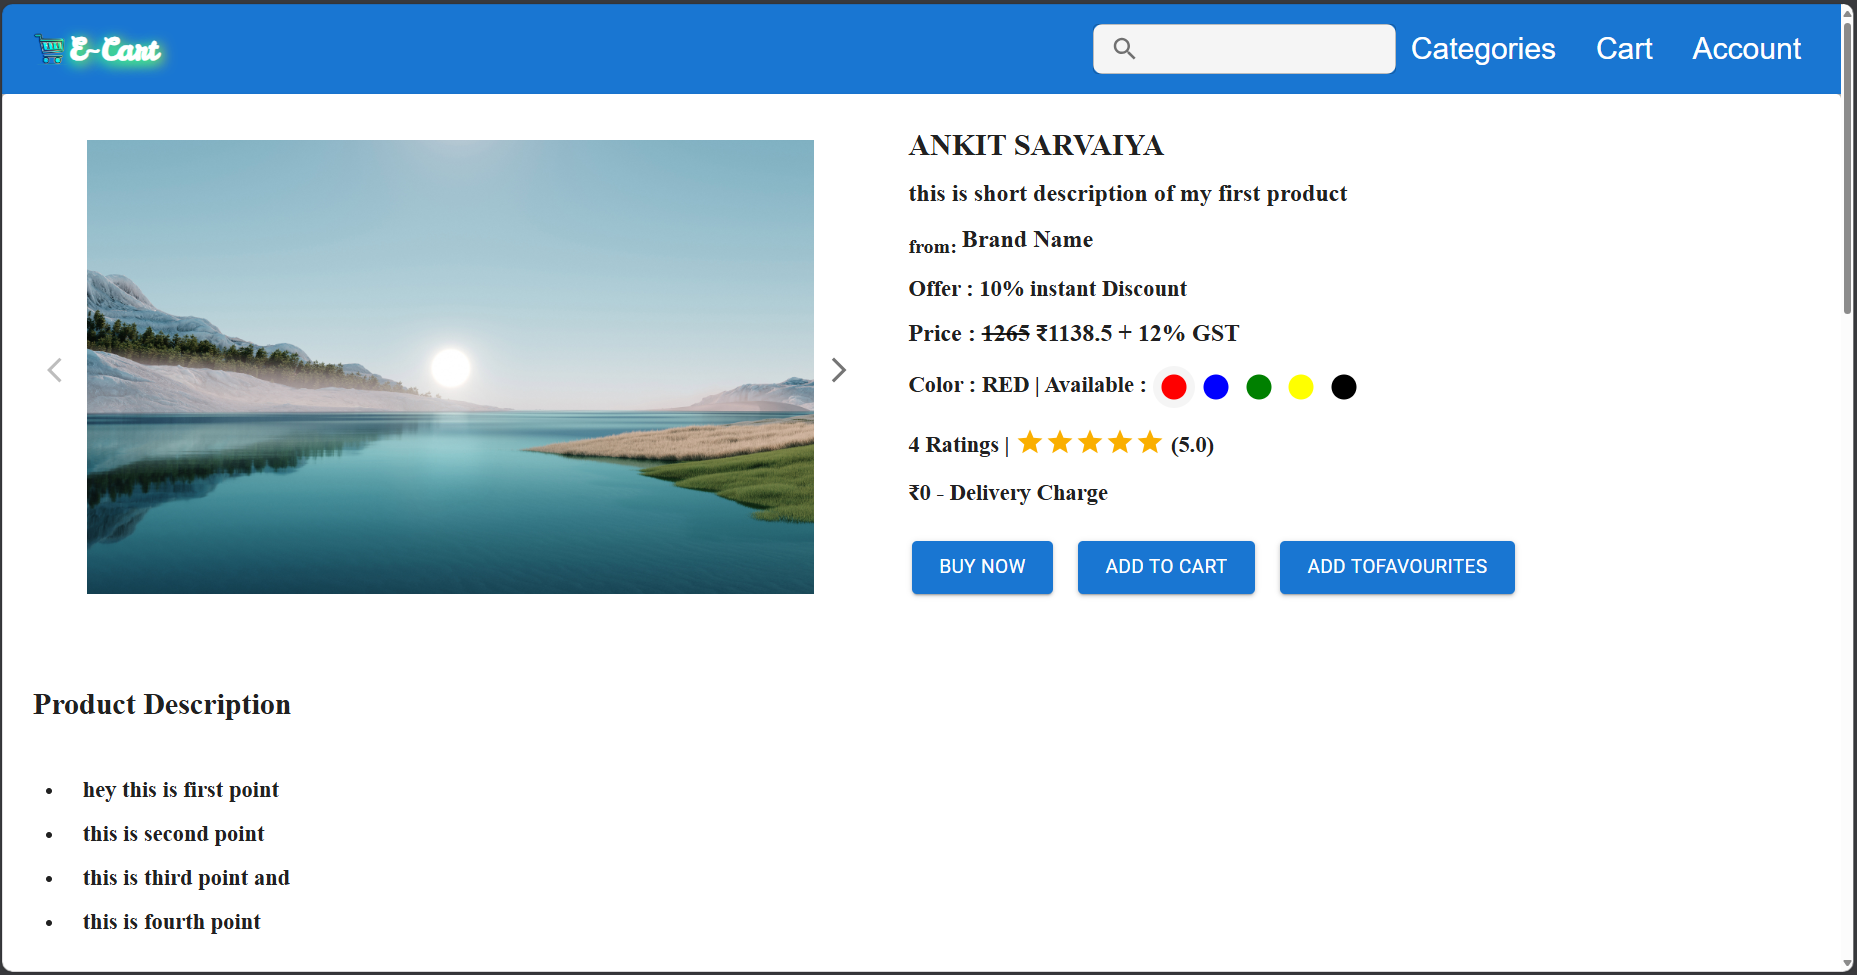 E-Cart
Categories Cart Account
ANKIT SARVAIYA
this is short description of my first product
from: Brand Name
Offer : 10% instant Discount
Price : 1265 ₹1138.5 + 12% GST
Color : RED | Available :
4 Ratings | (5.0)
₹0 - Delivery Charge
BUY NOW ADD TO CART ADD TOFAVOURITES
Product Description
• hey this is first point
• this is second point
• this is third point and
• this is fourth point